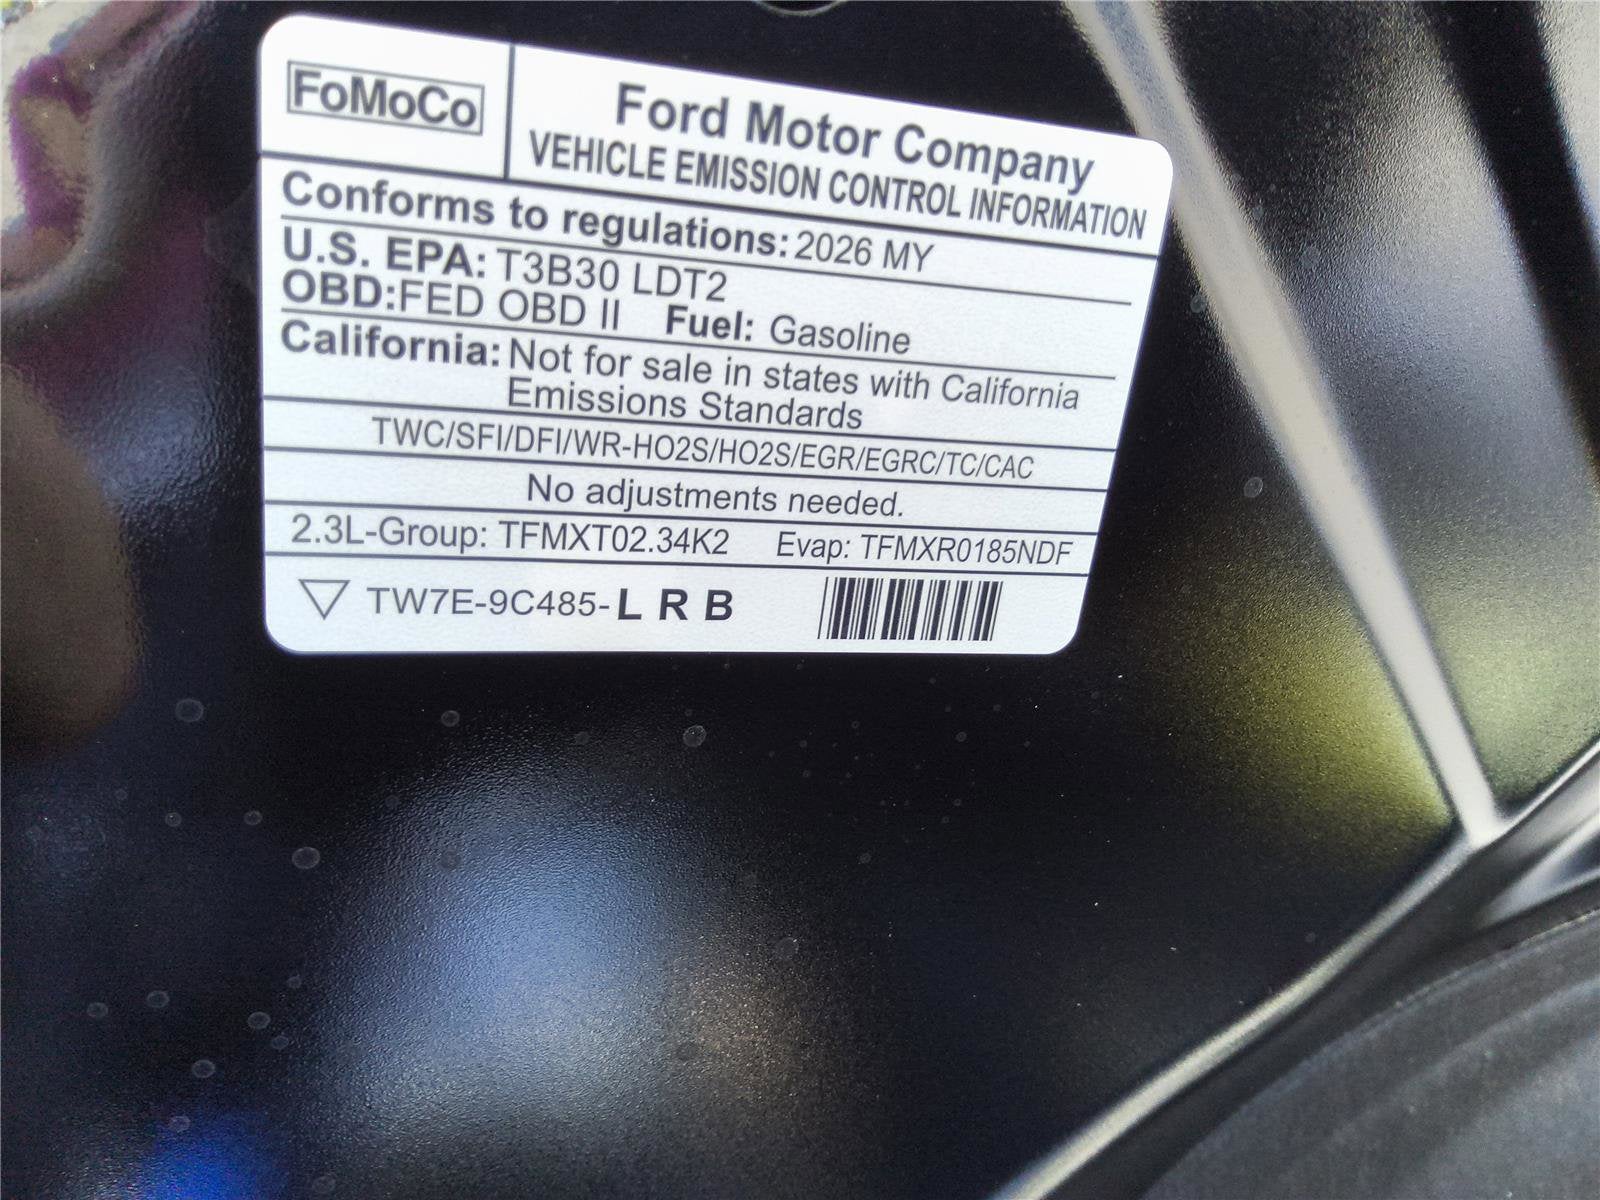 FoMoCo
Ford Motor Company
VEHICLE EMISSION CONTROL INFORMATION
Conforms to regulations: 2026 MY
U.S. EPA: T3B30 LDT2
OBD:FED OBD II Fuel: Gasoline
California: Not for sale in states with California
Emissions Standards
TWC/SFI/DFI/WR-HO2S/HO2S/EGR/EGRC/TC/CAC
No adjustments needed.
2.3L-Group: TFMXT02.34K2 Evap: TFMXR0185NDF
TW7E-9C485-L R B